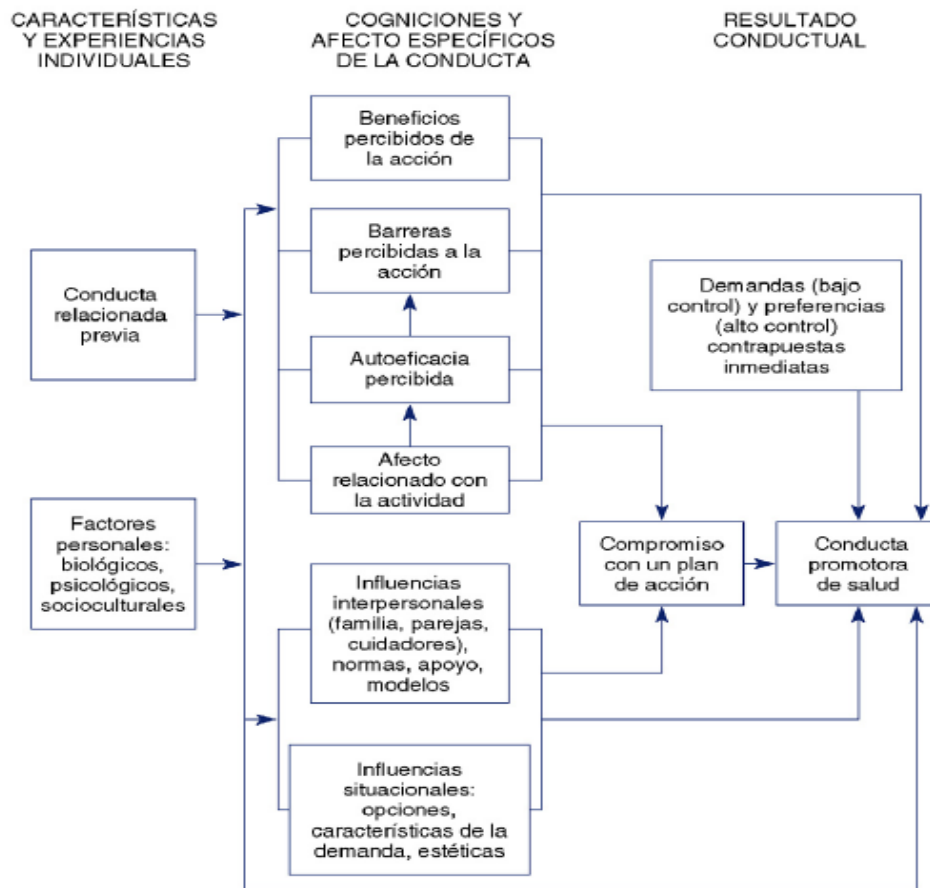 CARACTERÍSTICAS
Y EXPERIENCIAS
INDIVIDUALES
COGNICIONES Y
AFECTO ESPECÍFICOS
DE LA CONDUCTA
RESULTADO
CONDUCTUAL
Beneficios
percibidos de
la acción
Barreras
percibidas a la
acción
Conducta
relacionada
previa
Demandas (bajo
control) y preferencias
(alto control)
contrapuestas
inmediatas
Autoeficacia
percibida
Afecto
relacionado con
la actividad
Factores
personales:
biológicos,
psicológicos,
socioculturales
Compromiso
con un plan
de acción
Conducta
promotora
de salud
Influencias
interpersonales
(familia, parejas,
cuidadores),
normas, apoyo,
modelos
Influencias
situacionales:
opciones,
características de la
demanda, estéticas